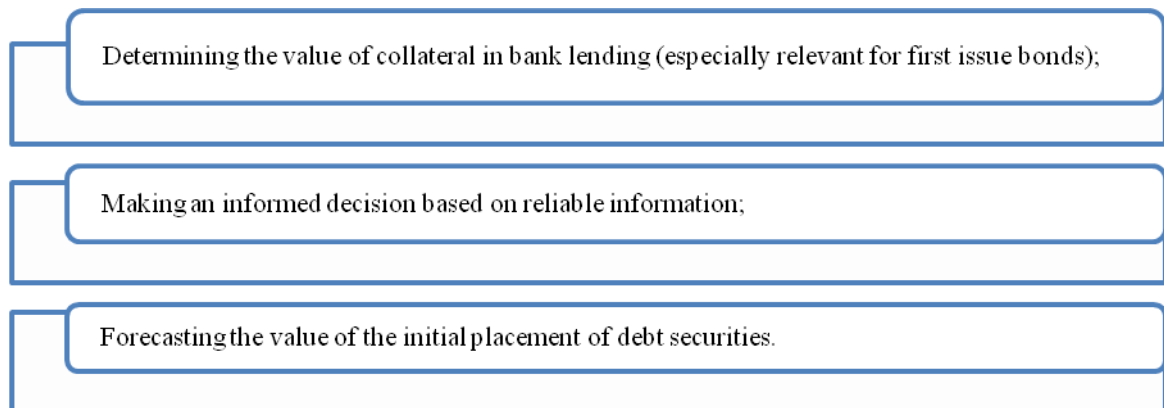 Determining the value of collateral in bank lending (especially relevant for first issue bonds);
Making an informed decision based on reliable information;
Forecasting the value of the initial placement of debt securities.